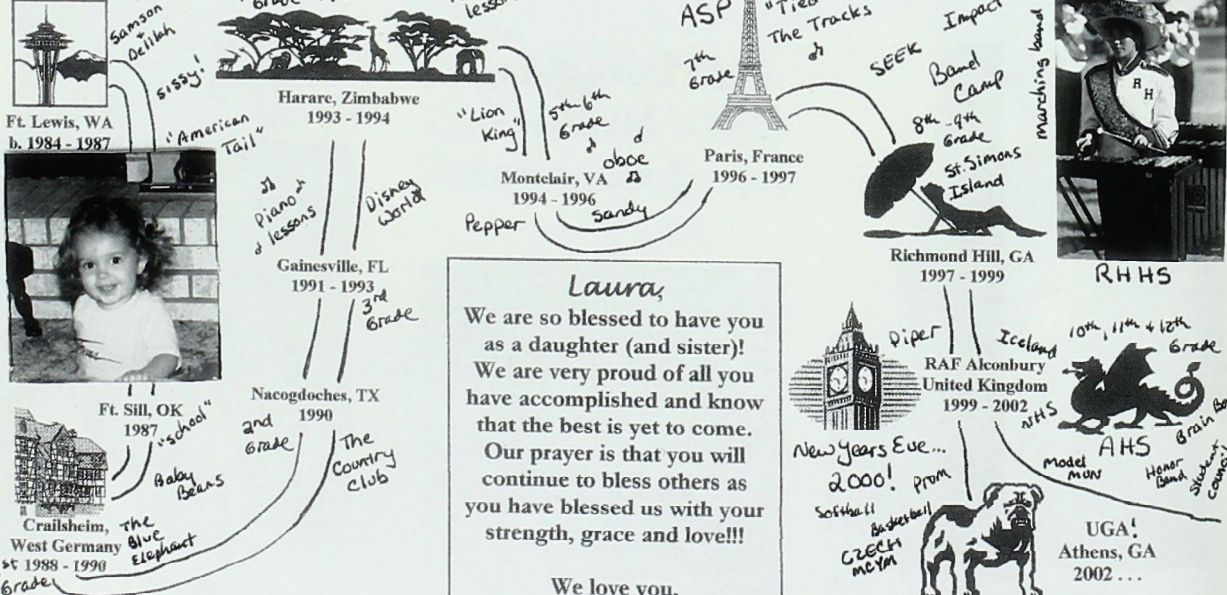 Samson
+
Delilah
Sissy!
Ft. Lewis, WA
b. 1984 - 1987
"American
Tail"
Harare, Zimbabwe
1993 - 1994
"Lion
King"
5th 6th
Grade
oboe
Montclair, VA
1994 - 1996
Pepper
Sandy
ASP
"Tied
The Tracks
7th
Grade
Paris, France
1996 - 1997
SEEK
Impact
Band
Camp
8th - 9th
Grade
St. Simons
Island
marching band
R H
Richmond Hill, GA
1997 - 1999
RHHS
piano
lessons
Disney
World
Gainesville, FL
1991 - 1993
3rd
Grade
Nacogdoches, TX
1990
2nd
Grade
The
Country
Club
Ft. Sill, OK
1987
"School"
Baby
Beans
Crailsheim,
West Germany
1988 - 1990
The
Blue
Elephant
st
Grade
Laura,
We are so blessed to have you
as a daughter (and sister)!
We are very proud of all you
have accomplished and know
that the best is yet to come.
Our prayer is that you will
continue to bless others as
you have blessed us with your
strength, grace and love!!!
We love you,
Piper
Iceland
RAF Alconbury
United Kingdom
1999 - 2002
10th, 11th + 12th
Grade
NHS
AHS
Brain Bo
Model
Honor
Band
Student
Council
New Years Eve...
2000!
Prom
Softball
Basketball
CZECH
MCYM
UGA!
Athens, GA
2002 . . .